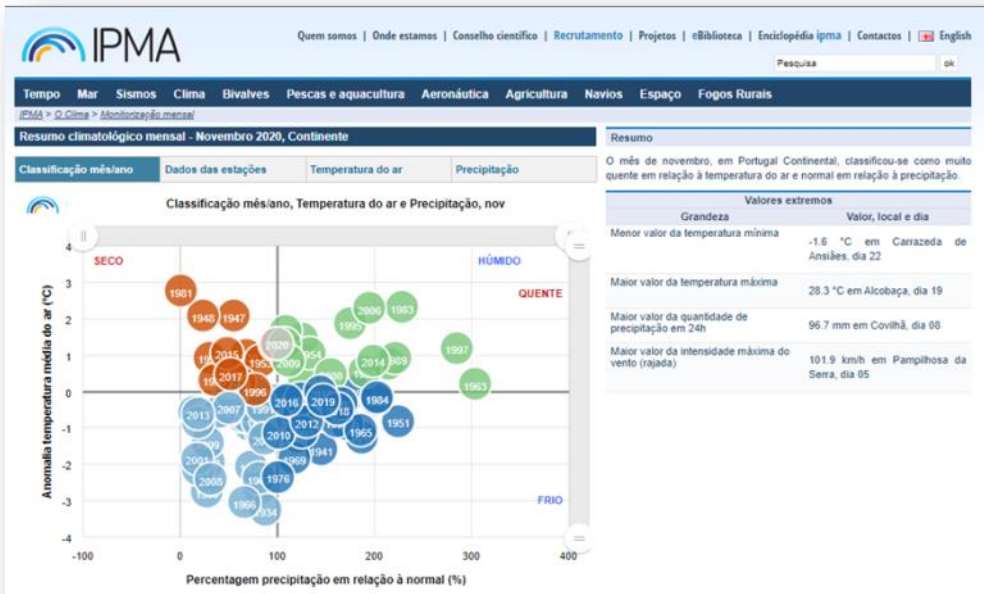 IPMA
Quem somos | Onde estamos | Conselho científico | Recrutamento | Projetos | eBiblioteca | Enciclopédia ipma | Contactos | English
Pesquisa ok
Tempo Mar Sismos Clima Bivalves Pescas e aquacultura Aeronáutica Agricultura Navios Espaço Fogos Rurais
IPMA > O Clima > Monitorização mensal
Resumo climatológico mensal - Novembro 2020, Continente
Classificação mês/ano Dados das estações Temperatura do ar Precipitação
Classificação mês/ano, Temperatura do ar e Precipitação, nov
SECO HÚMIDO
QUENTE
FRIO
Anomalia temperatura média do ar (°C)
4
3
2
1
0
-1
-2
-3
-4
1981
1948 1947
2006 1983
1995
2020
1997
2015 1953
2009
2014
2017
1996
1963
2013 2007
2016 2019
1984
1951
2012
2010
1965
1941
1969
2001
2008
1976
1966
1934
-100 0 100 200 300 400
Percentagem precipitação em relação à normal (%)
Resumo
O mês de novembro, em Portugal Continental, classificou-se como muito
quente em relação à temperatura do ar e normal em relação à precipitação.
Valores extremos
Grandeza Valor, local e dia
Menor valor da temperatura mínima
-1.6 °C em Carrazeda de
Ansiães, dia 22
Maior valor da temperatura máxima
28.3 °C em Alcobaça, dia 19
Maior valor da quantidade de
precipitação em 24h
96.7 mm em Covilhã, dia 08
Maior valor da intensidade máxima do
vento (rajada)
101.9 km/h em Pampilhosa da
Serra, dia 05